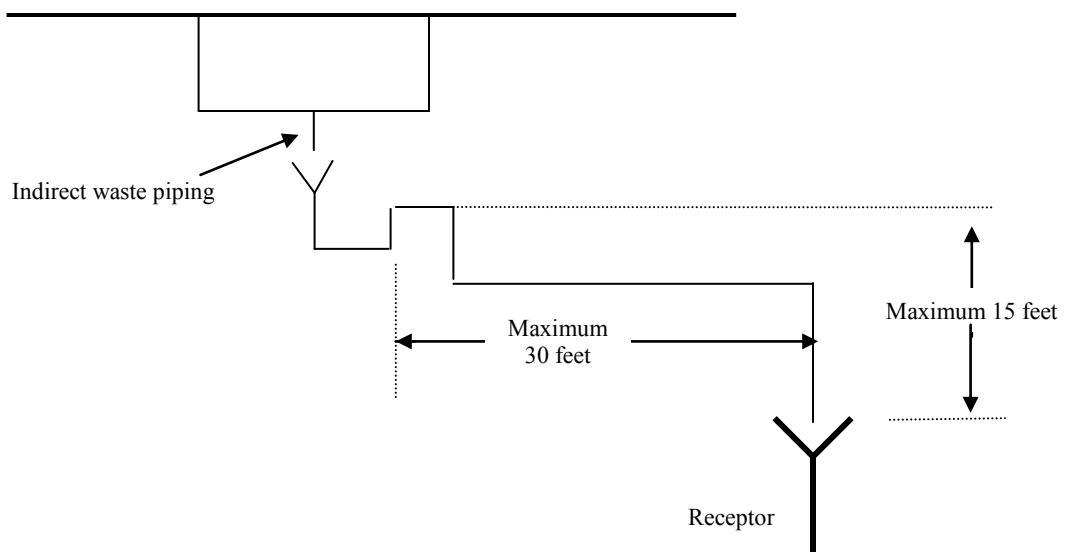 Indirect waste piping
Maximum 15 feet
Maximum
30 feet
Receptor